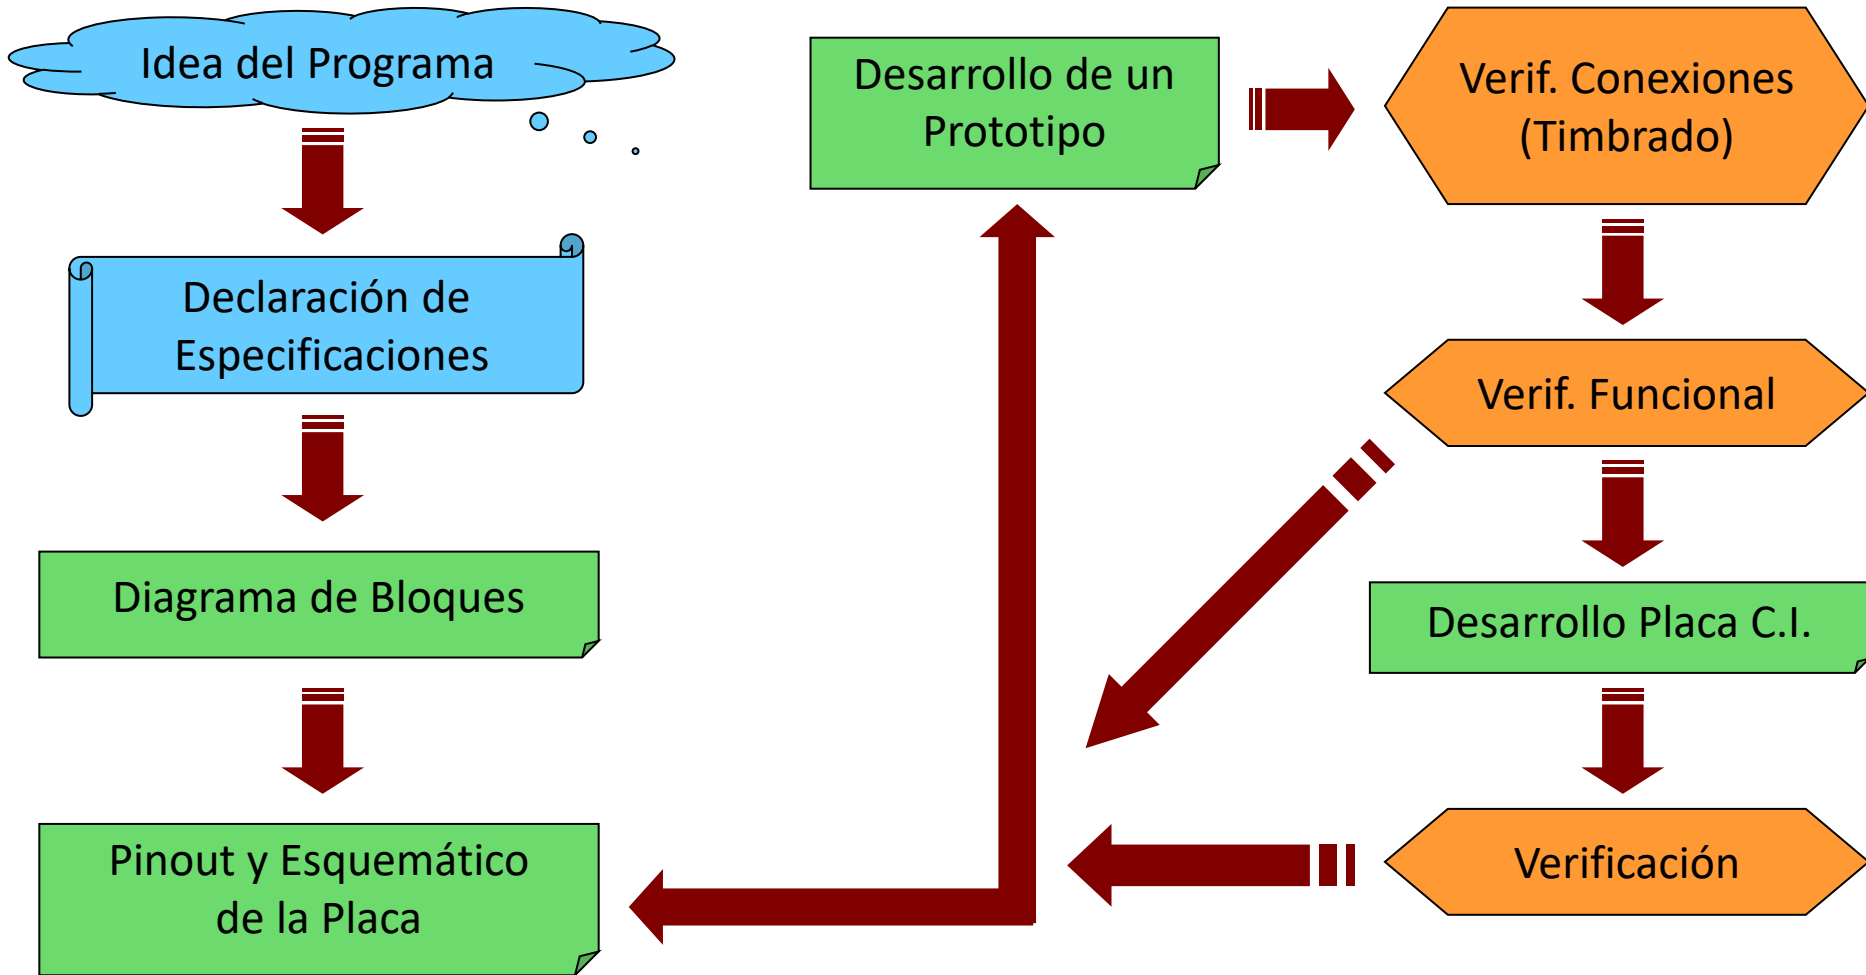 Idea del Programa
Declaración de
Especificaciones
Diagrama de Bloques
Pinout y Esquemático
de la Placa
Desarrollo de un
Prototipo
Verif. Conexiones
(Timbrado)
Verif. Funcional
Desarrollo Placa C.I.
Verificación